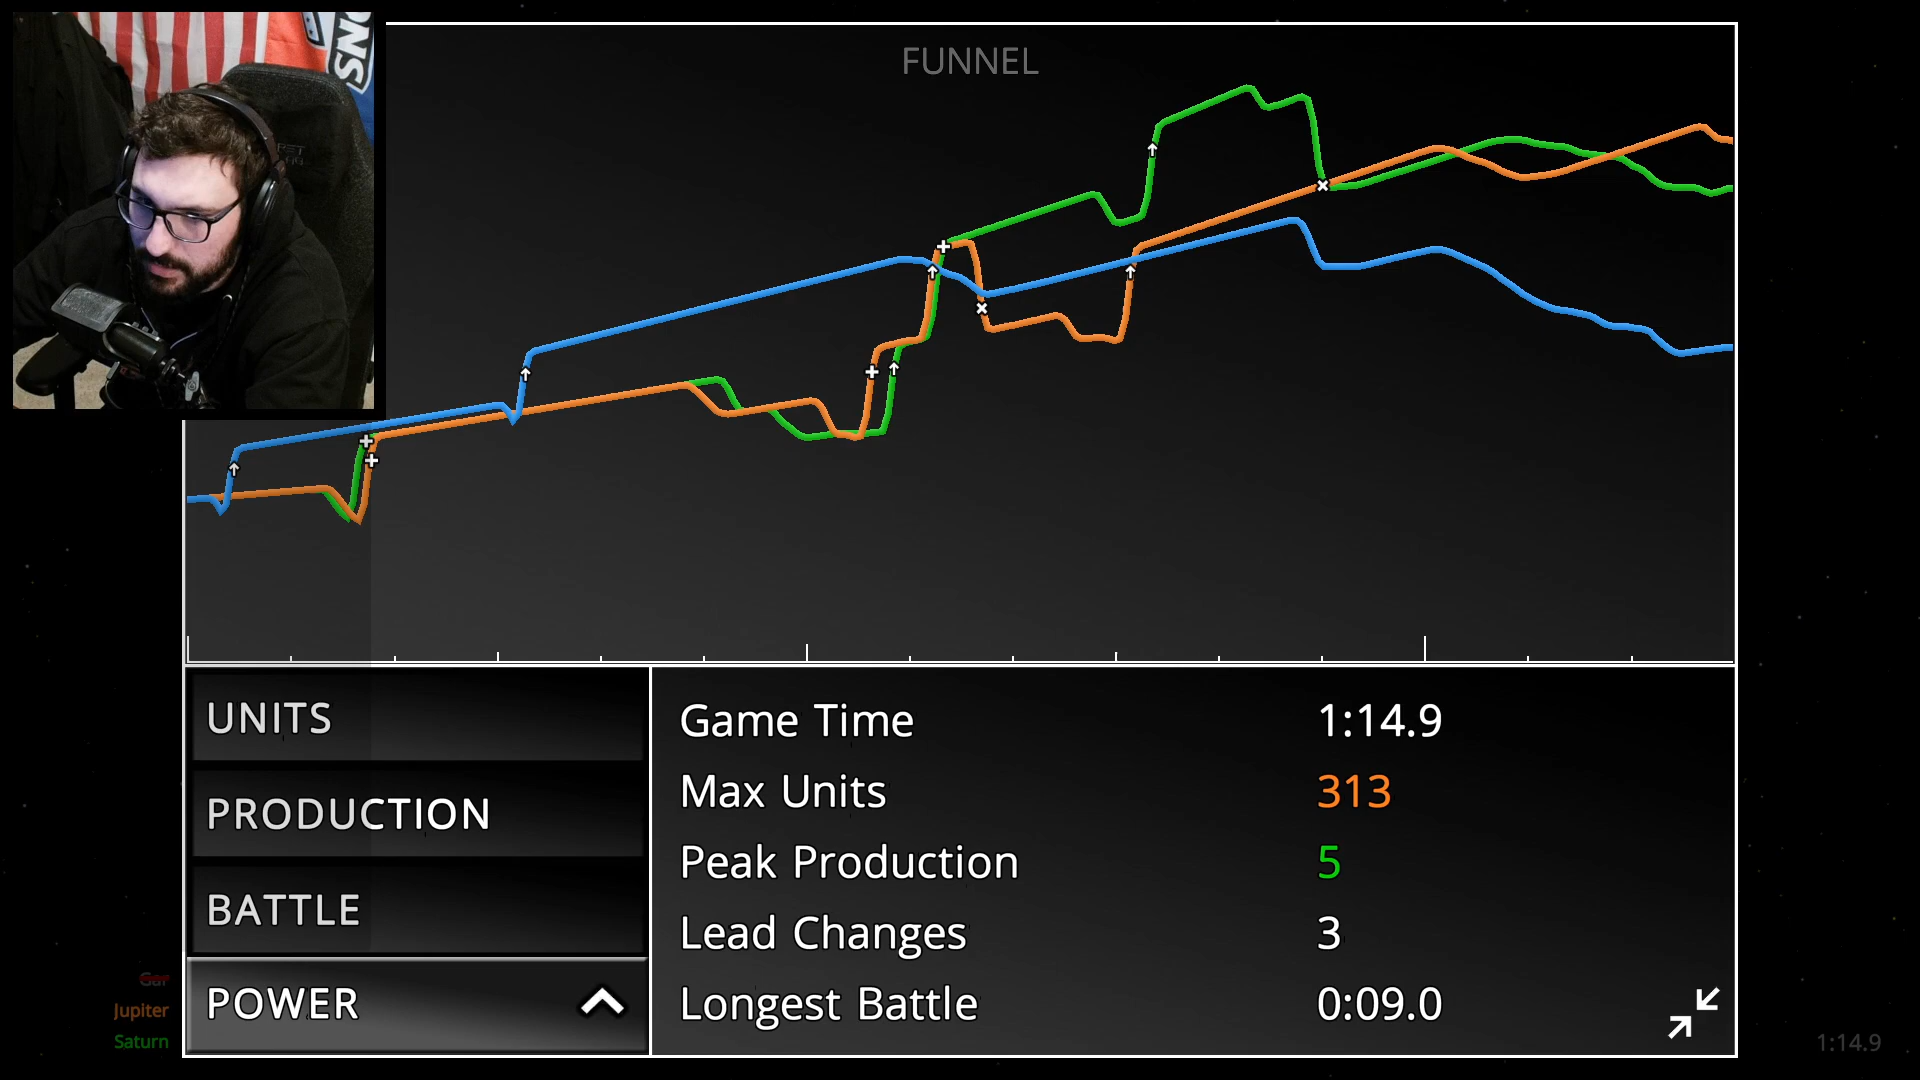 FUNNEL
UNITS
PRODUCTION
BATTLE
POWER
Game Time 1:14.9
Max Units 313
Peak Production 5
Lead Changes 3
Longest Battle 0:09.0
Gar
Jupiter
Saturn
1:14.9